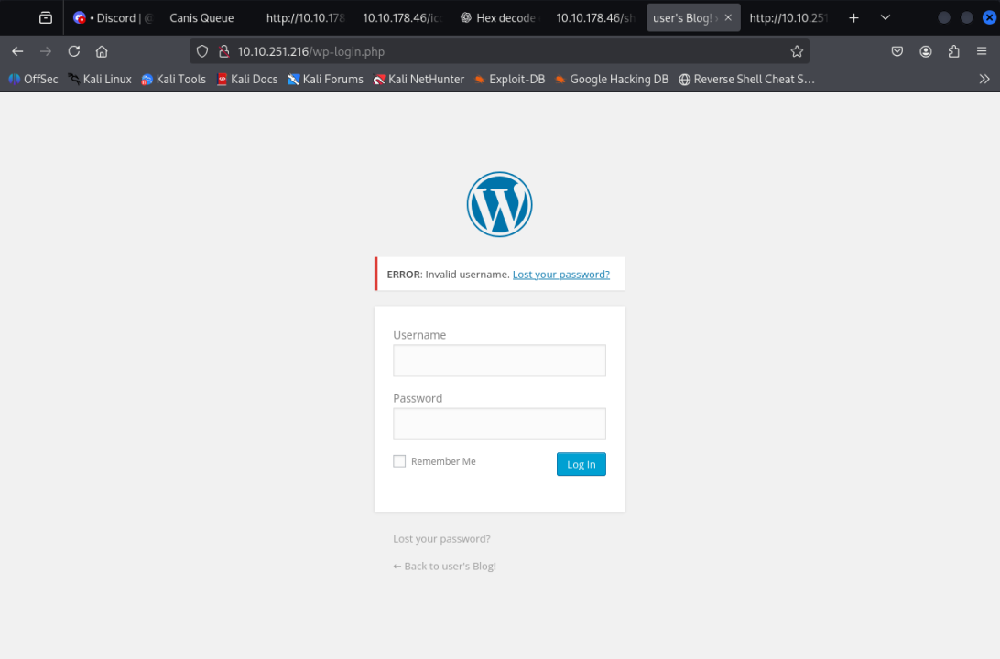 • Discord | @
Canis Queue
http://10.10.178
10.10.178.46/ico
Hex decode
10.10.178.46/sh
user's Blog! ›
http://10.10.251
10.10.251.216/wp-login.php
OffSec
Kali Linux
Kali Tools
Kali Docs
Kali Forums
Kali NetHunter
Exploit-DB
Google Hacking DB
Reverse Shell Cheat S...
ERROR: Invalid username. Lost your password?
Username
Password
Remember Me
Log In
Lost your password?
← Back to user's Blog!